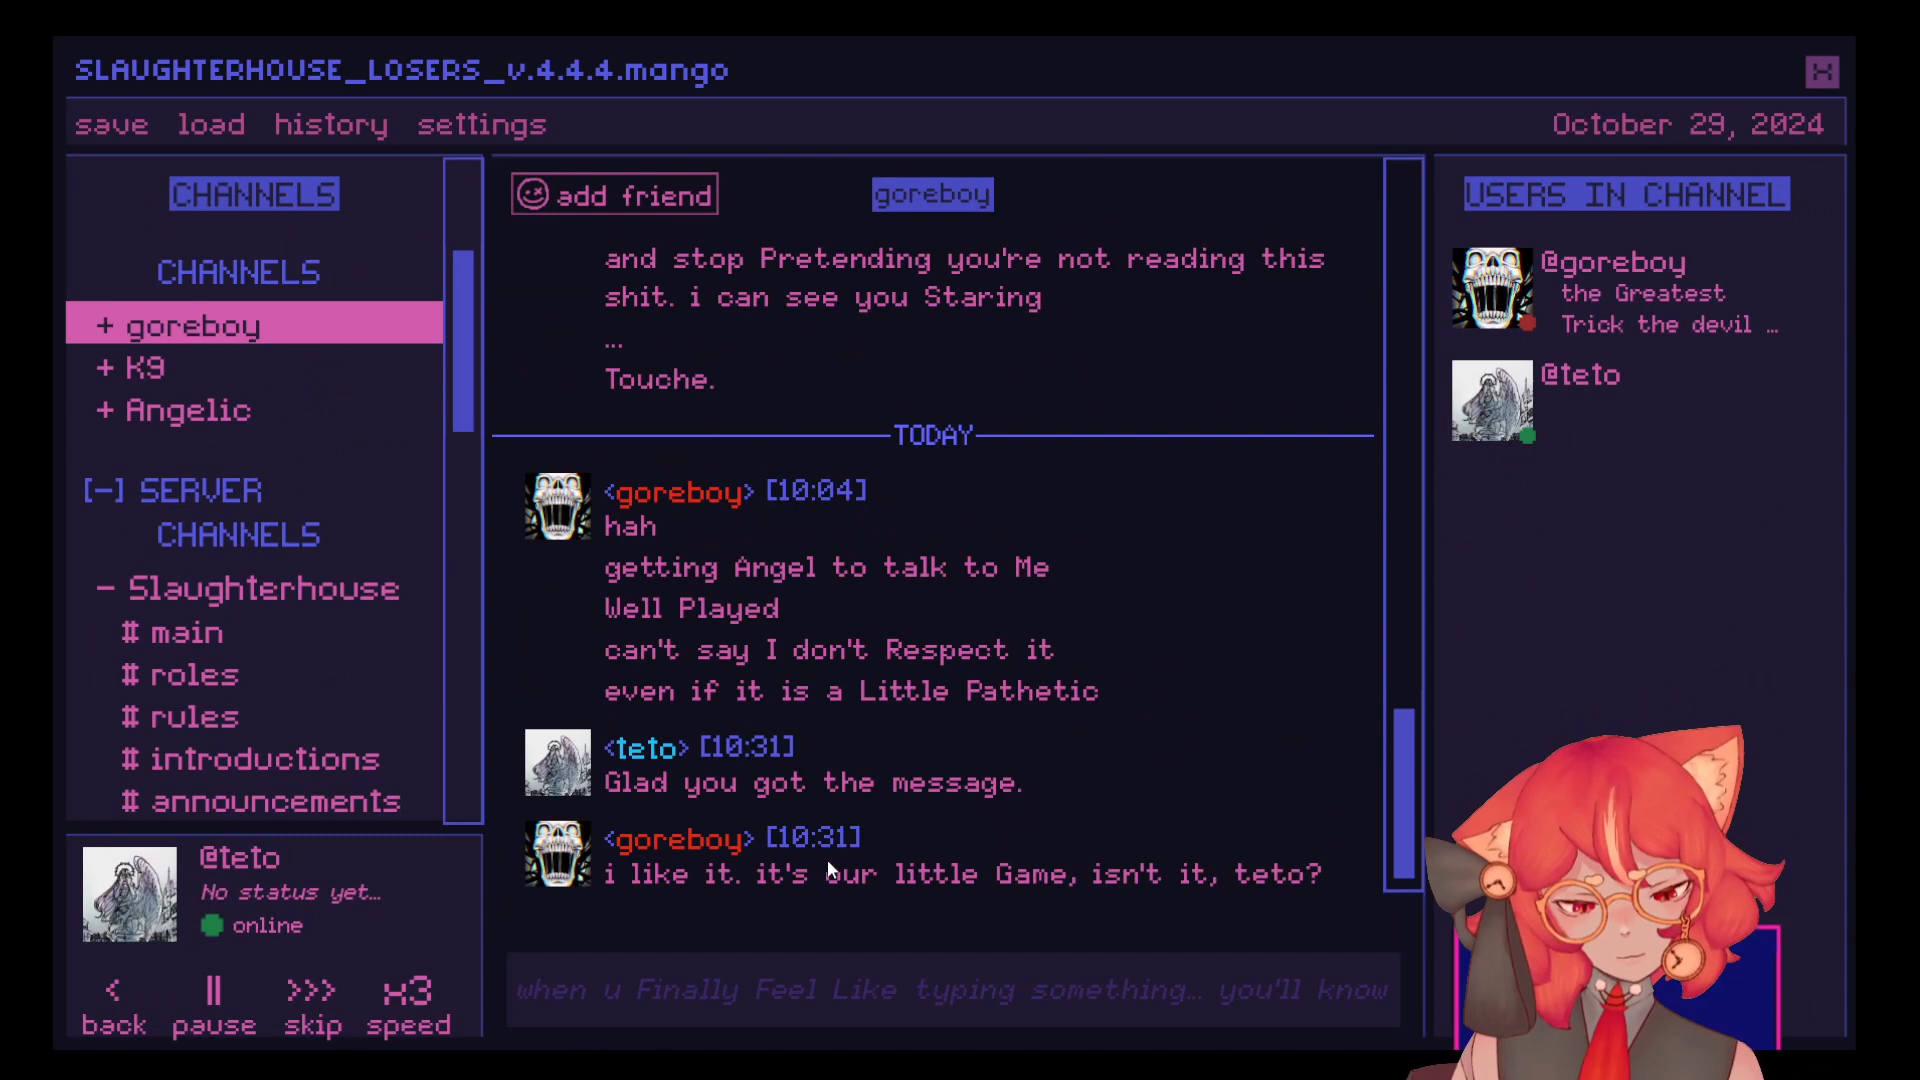 SLAUGHTERHOUSE_LOSERS_v.4.4.4.mango
save load history settings
October 29, 2024
CHANNELS
CHANNELS
+ goreboy
+ K9
+ Angelic
[-] SERVER
CHANNELS
- Slaughterhouse
# main
# roles
# rules
# introductions
# announcements
@teto
No status yet…
online
< || >>> x3
back pause skip speed
add friend
goreboy
and stop Pretending you're not reading this
shit. i can see you Staring
...
Touche.
TODAY
<goreboy> [10:04]
hah
getting Angel to talk to Me
Well Played
can't say I don't Respect it
even if it is a Little Pathetic
<teto> [10:31]
Glad you got the message.
<goreboy> [10:31]
i like it. it's our little Game, isn't it, teto?
when u Finally Feel Like typing something… you'll know
USERS IN CHANNEL
@goreboy
the Greatest
Trick the devil …
@teto